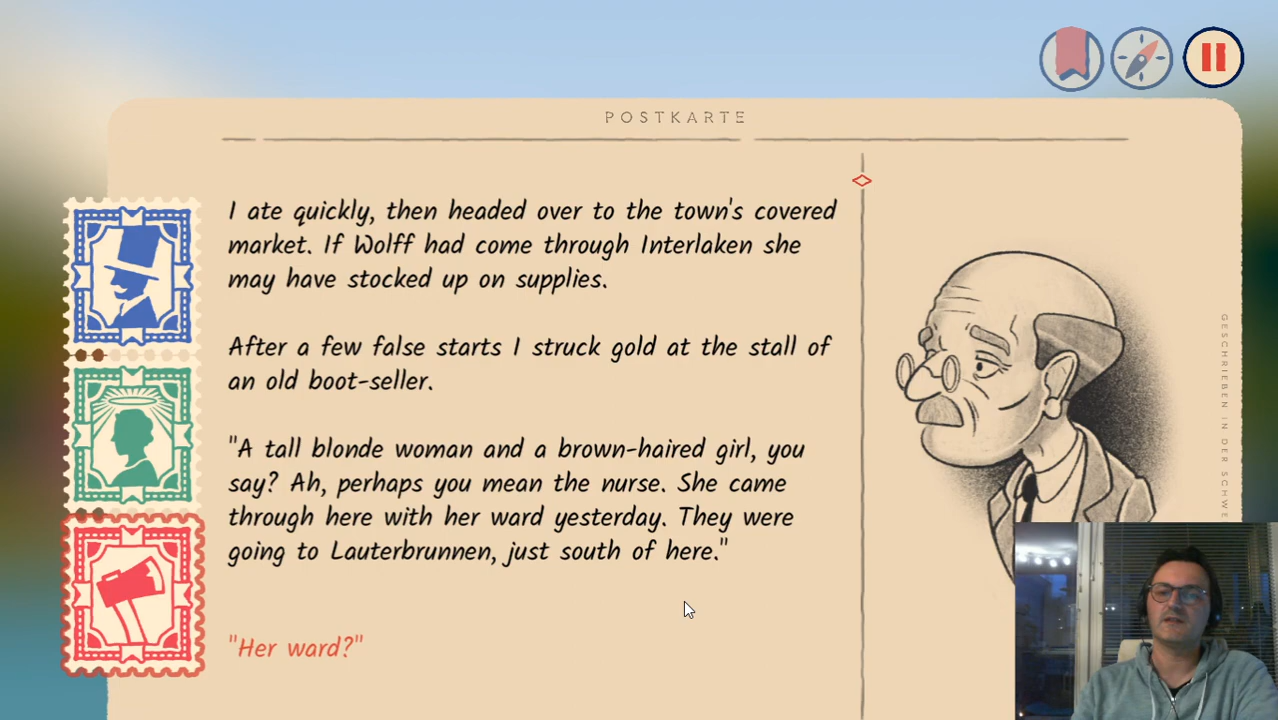 POSTKARTE
I ate quickly, then headed over to the town's covered
market. If Wolff had come through Interlaken she
may have stocked up on supplies.
After a few false starts I struck gold at the stall of
an old boot-seller.
"A tall blonde woman and a brown-haired girl, you
say? Ah, perhaps you mean the nurse. She came
through here with her ward yesterday. They were
going to Lauterbrunnen, just south of here."
"Her ward?"
GESCHRIEBEN IN DER SCHWE